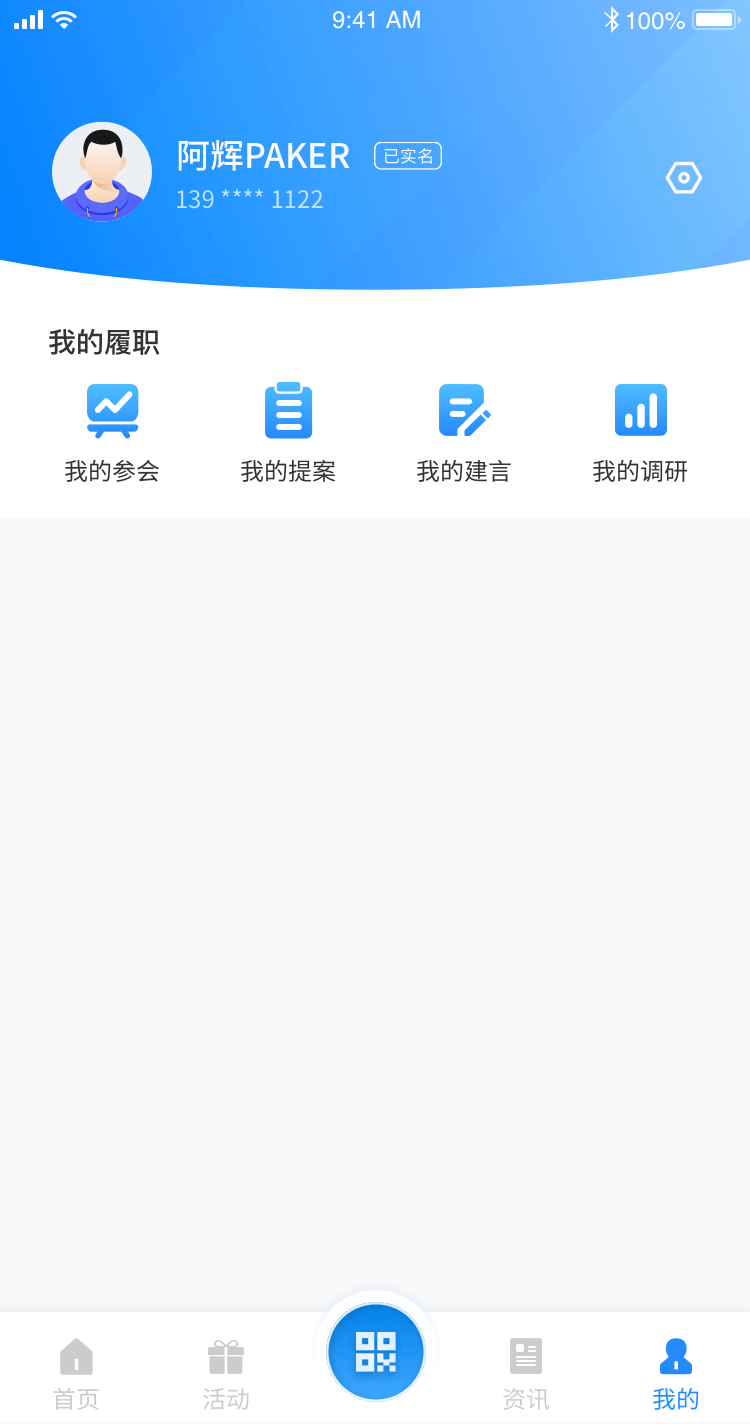 9:41 AM 100%
阿辉PAKER 已实名
139 **** 1122
我的履职
我的参会 我的提案 我的建言 我的调研
首页 活动 资讯 我的